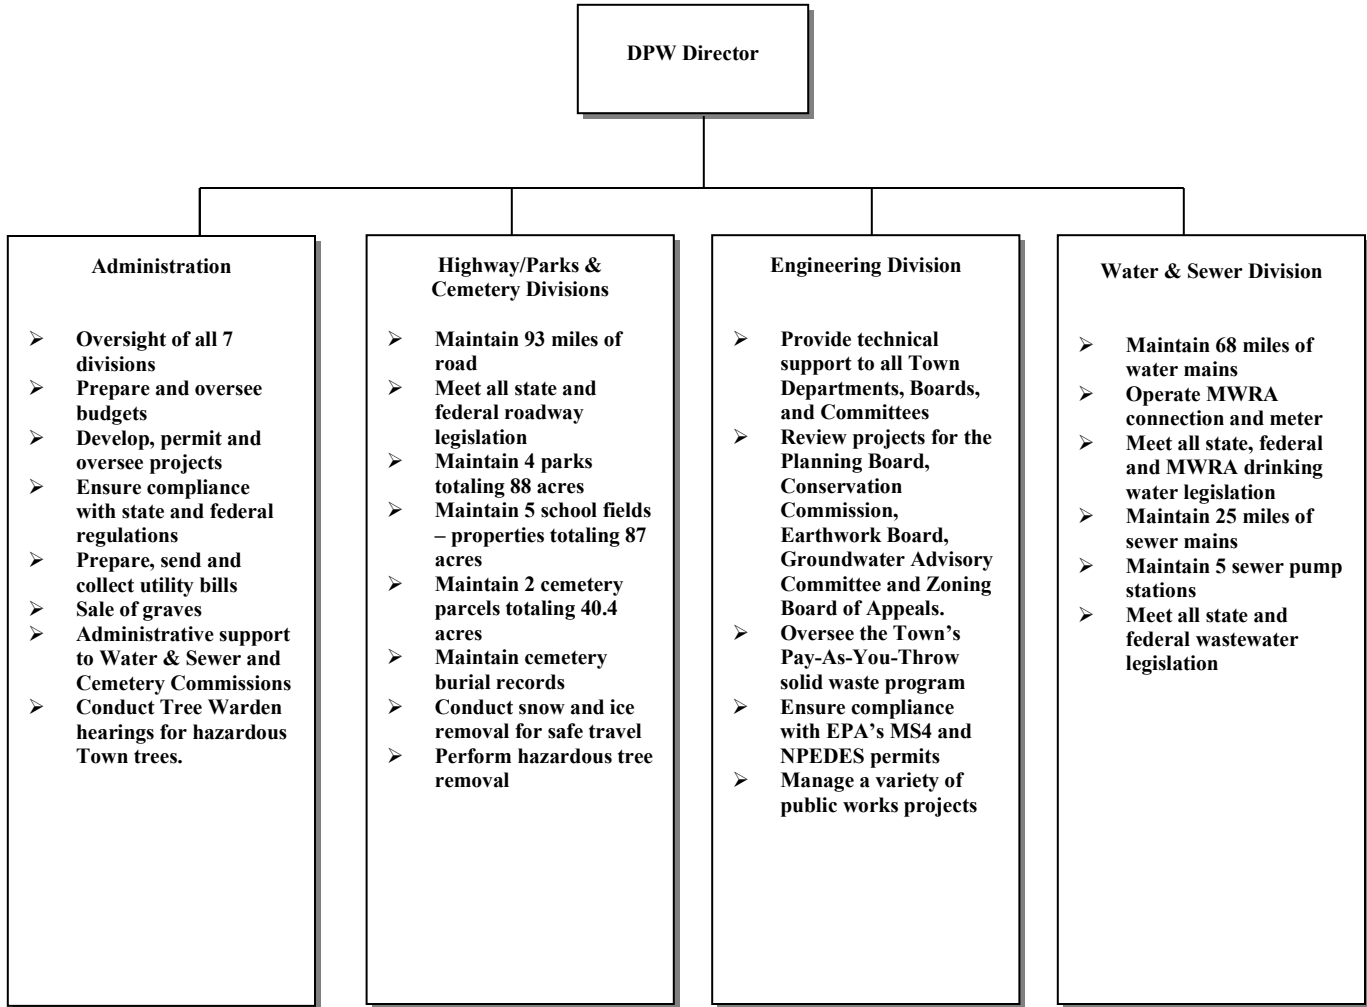 DPW Director
Administration
➢ Oversight of all 7
divisions
➢ Prepare and oversee
budgets
➢ Develop, permit and
oversee projects
➢ Ensure compliance
with state and federal
regulations
➢ Prepare, send and
collect utility bills
➢ Sale of graves
➢ Administrative support
to Water & Sewer and
Cemetery Commissions
➢ Conduct Tree Warden
hearings for hazardous
Town trees.
Highway/Parks &
Cemetery Divisions
➢ Maintain 93 miles of
road
➢ Meet all state and
federal roadway
legislation
➢ Maintain 4 parks
totaling 88 acres
➢ Maintain 5 school fields
– properties totaling 87
acres
➢ Maintain 2 cemetery
parcels totaling 40.4
acres
➢ Maintain cemetery
burial records
➢ Conduct snow and ice
removal for safe travel
➢ Perform hazardous tree
removal
Engineering Division
➢ Provide technical
support to all Town
Departments, Boards,
and Committees
➢ Review projects for the
Planning Board,
Conservation
Commission,
Earthwork Board,
Groundwater Advisory
Committee and Zoning
Board of Appeals.
➢ Oversee the Town’s
Pay-As-You-Throw
solid waste program
➢ Ensure compliance
with EPA’s MS4 and
NPEDES permits
➢ Manage a variety of
public works projects
Water & Sewer Division
➢ Maintain 68 miles of
water mains
➢ Operate MWRA
connection and meter
➢ Meet all state, federal
and MWRA drinking
water legislation
➢ Maintain 25 miles of
sewer mains
➢ Maintain 5 sewer pump
stations
➢ Meet all state and
federal wastewater
legislation